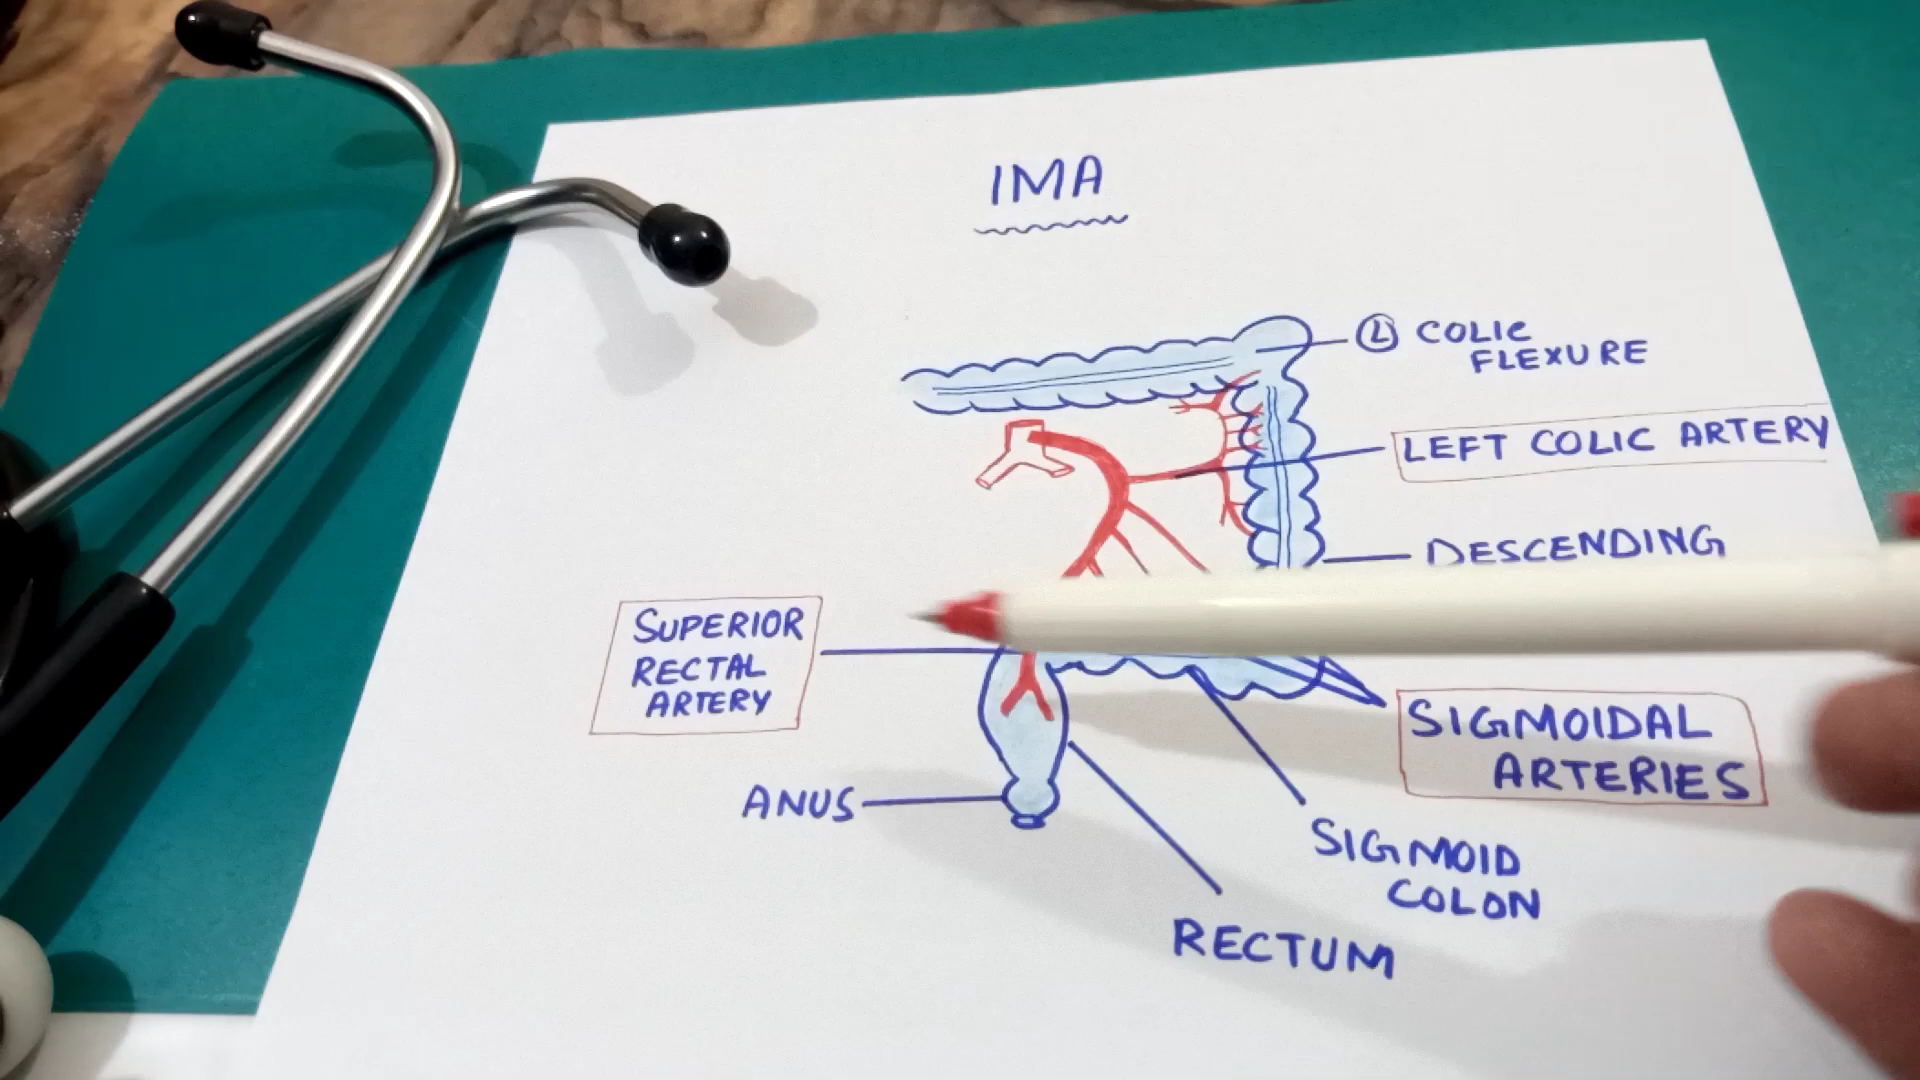 IMA
Ⓛ COLIC
FLEXURE
LEFT COLIC ARTERY
DESCENDING
SUPERIOR
RECTAL
ARTERY
SIGMOIDAL
ARTERIES
ANUS
SIGMOID
COLON
RECTUM